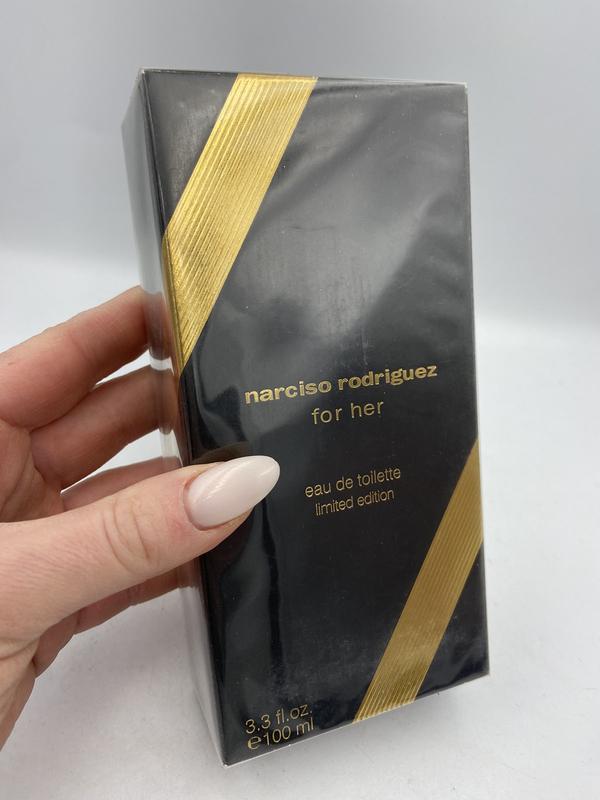 narciso rodriguez
for her
eau de toilette
limited edition
3.3 fl.oz.
℮100 ml